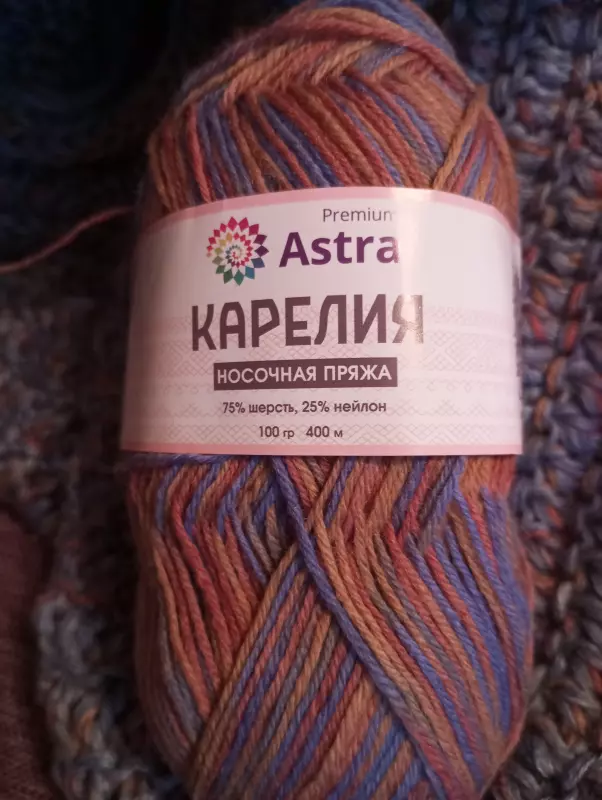 Premium
Astra
КАРЕЛИЯ
НОСОЧНАЯ ПРЯЖА
75% шерсть, 25% нейлон
100 гр 400 м